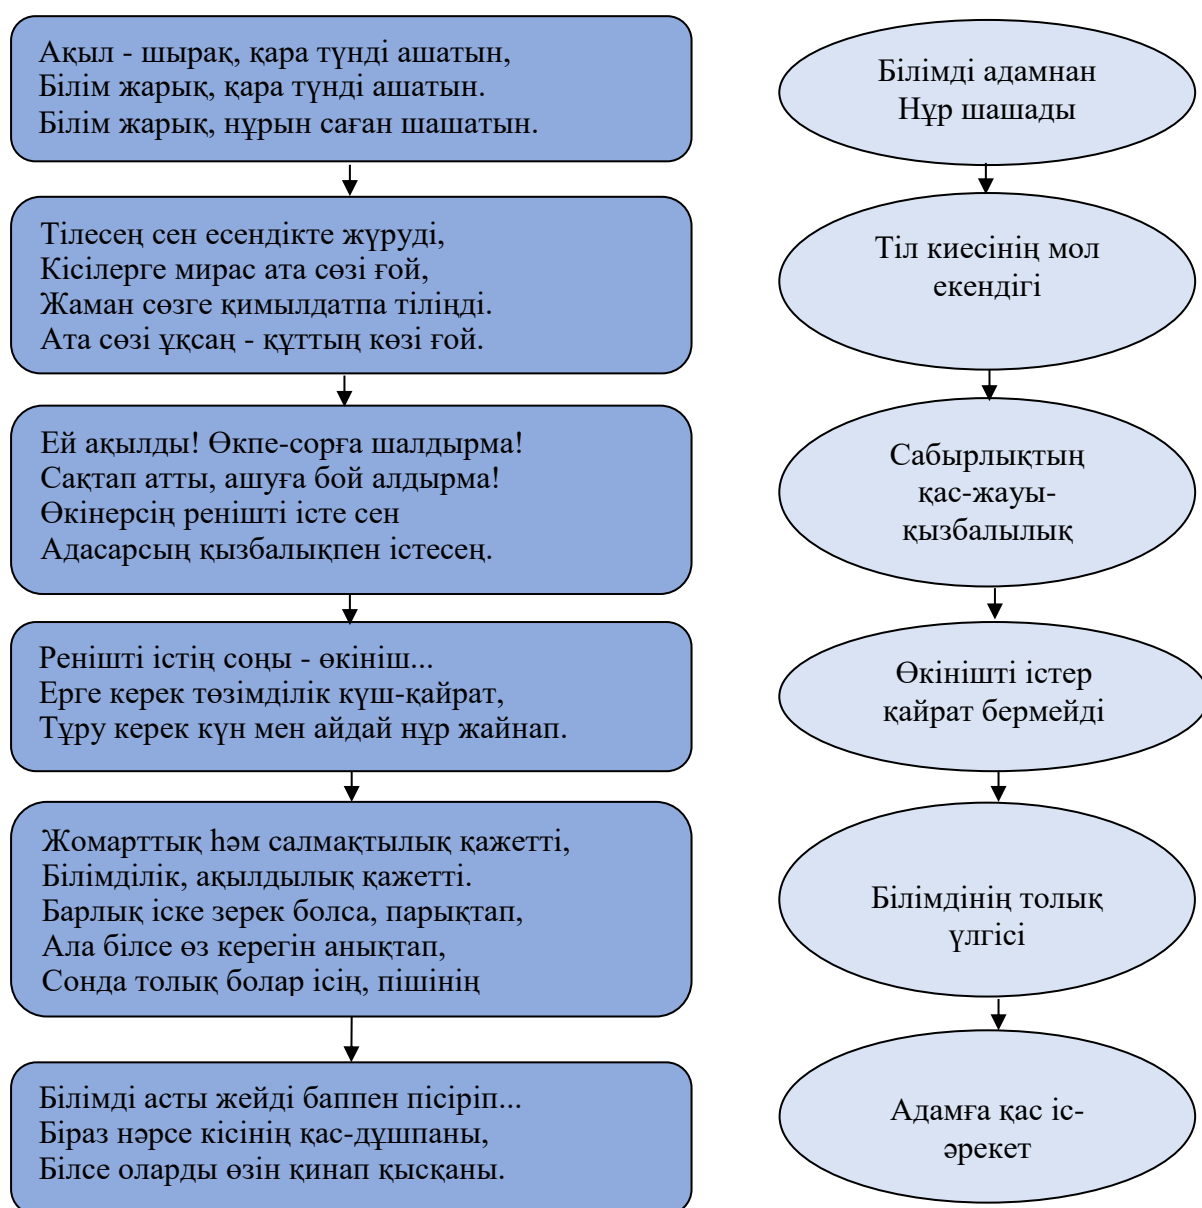 Ақыл - шырақ, қара түнді ашатын,
Білім жарық, қара түнді ашатын.
Білім жарық, нұрын саған шашатын.
Білімді адамнан
Нұр шашады
Тілесең сен есендікте жүруді,
Кісілерге мирас ата сөзі ғой,
Жаман сөзге қимылдатпа тіліңді.
Ата сөзі ұқсаң - құттың көзі ғой.
Тіл киесінің мол
екендігі
Ей ақылды! Өкпе-сорға шалдырма!
Сақтап атты, ашуға бой алдырма!
Өкінерсің ренішті істе сен
Адасарсың қызбалықпен істесең.
Сабырлықтың
қас-жауы-
қызбалылық
Ренішті істің соңы - өкініш...
Ерге керек төзімділік күш-қайрат,
Тұру керек күн мен айдай нұр жайнап.
Өкінішті істер
қайрат бермейді
Жомарттық һәм салмақтылық қажетті,
Білімділік, ақылдылық қажетті.
Барлық іске зерек болса, парықтап,
Ала білсе өз керегін анықтап,
Сонда толық болар ісің, пішінің
Білімдінің толық
үлгісі
Білімді асты жейді баппен пісіріп...
Біраз нәрсе кісінің қас-дұшпаны,
Білсе оларды өзін қинап қысқаны.
Адамға қас іс-
әрекет